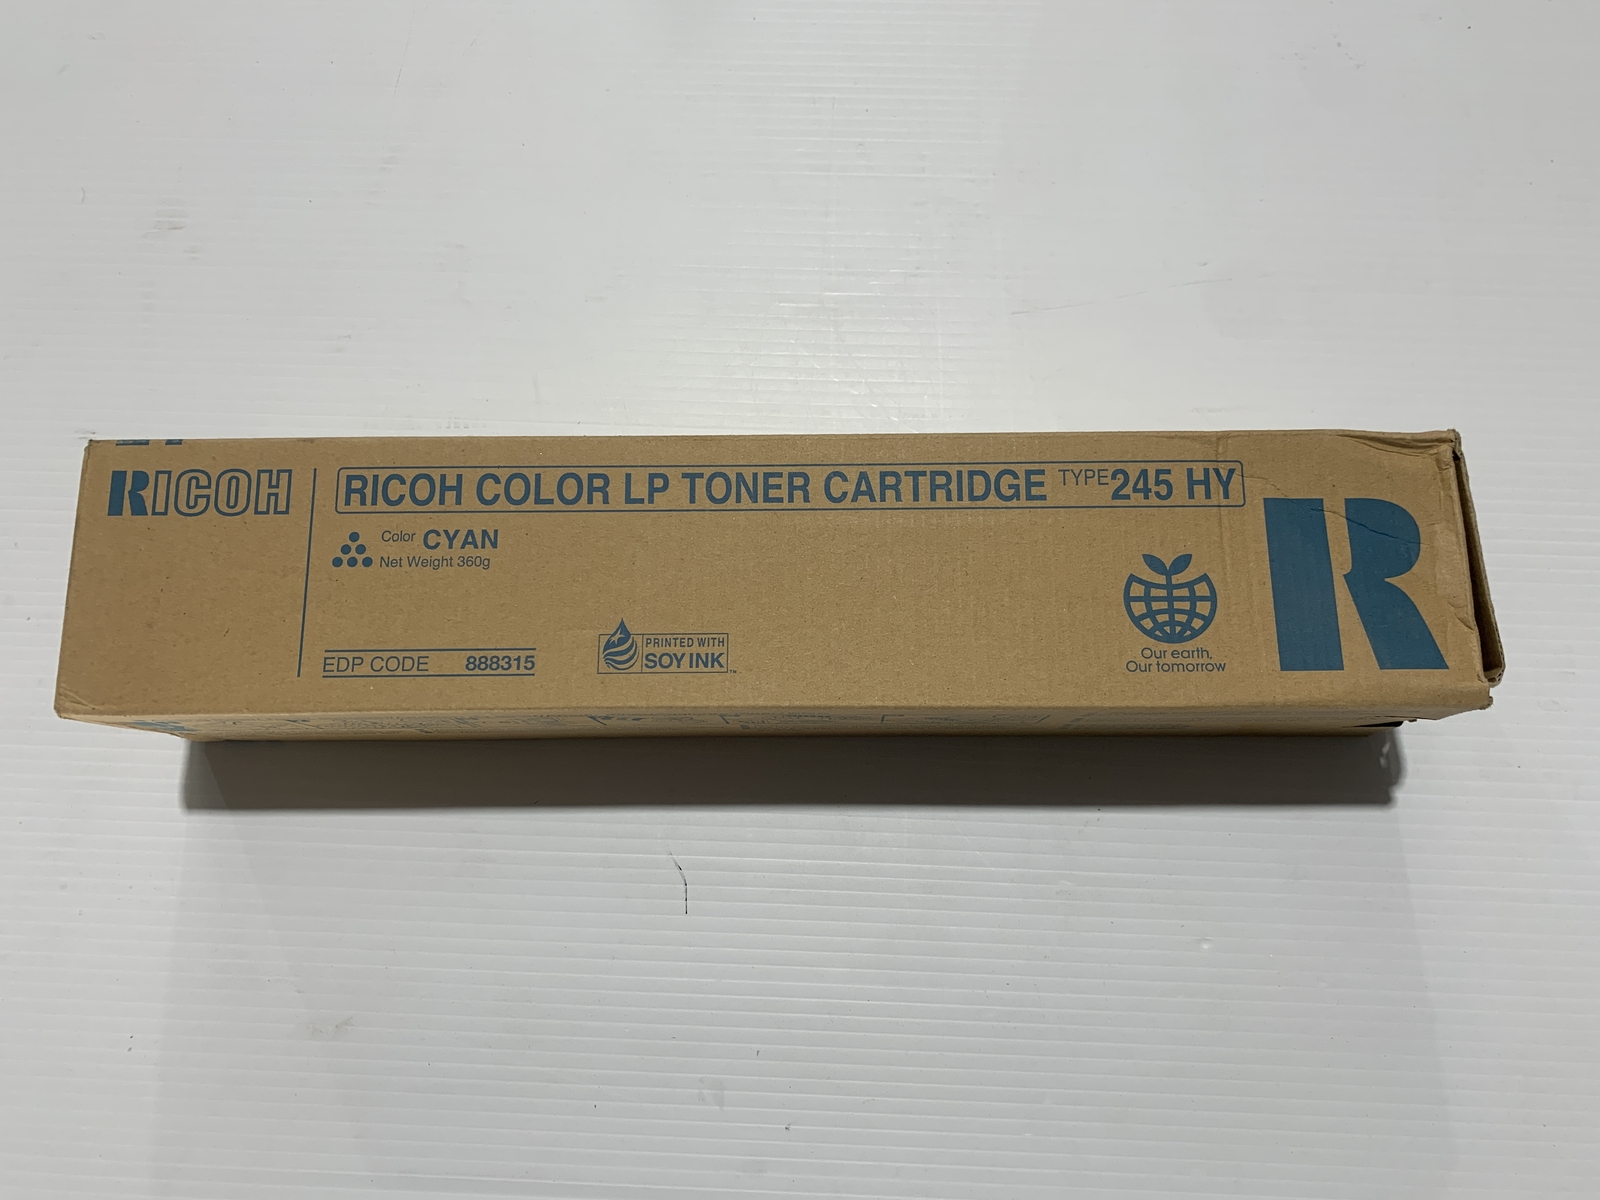 RICOH
RICOH COLOR LP TONER CARTRIDGE TYPE 245 HY
Color CYAN
Net Weight 360g
EDP CODE 888315
PRINTED WITH
SOY INK™
Our earth,
Our tomorrow
R